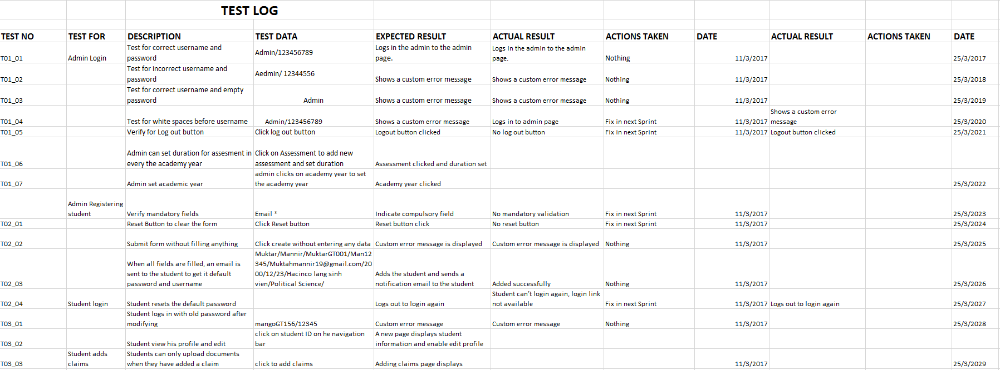 TEST LOG
TEST NO TEST FOR DESCRIPTION TEST DATA EXPECTED RESULT ACTUAL RESULT ACTIONS TAKEN DATE ACTUAL RESULT ACTIONS TAKEN DATE
Test for correct username and Logs in the admin to the admin Logs in the admin to the admin
T01_01 Admin Login password Admin/123456789 page. page. Nothing 11/3/2017 25/3/2017
Test for incorrect username and Aedmin/ 12344556
T01_02 password Shows a custom error message Shows a custom error message Nothing 11/3/2017 25/3/2018
Test for correct username and empty
T01_03 password Admin Shows a custom error message Shows a custom error message Nothing 11/3/2017 25/3/2019
Shows a custom error
T01_04 Test for white spaces before username Admin/123456789 Shows a custom error message Logs in to admin page Fix in next Sprint 11/3/2017 message 25/3/2020
T01_05 Verify for Log out button Click log out button Logout button clicked No log out button Fix in next Sprint 11/3/2017 Logout button clicked 25/3/2021
Admin can set duration for assesment in Click on Assessment to add new
T01_06 every the academy year assessment and set duration Assessment clicked and duration set
admin clicks on academy year to set
T01_07 Admin set academic year the academy year Academy year clicked 25/3/2022
Admin Registering
student Verify mandatory fields Email * Indicate compulsory field No mandatory validation Fix in next Sprint 11/3/2017 25/3/2023
T02_01 Reset Button to clear the form Click Reset button Reset button click No reset button Fix in next Sprint 11/3/2017 25/3/2024
T02_02 Submit form without filling anything Click create without entering any data Custom error message is displayed Custom error message is displayed Nothing 11/3/2017 25/3/2025
Muktar/Mannir/MuktarGT001/Man12
When all fields are filled, an email is 345/Muktahmannir19@gmail.com/20
sent to the student to get it default 00/12/23/Hacinco lang sinh Adds the student and sends a
T02_03 password and username vien/Political Science/ notification email to the student Added successfully Nothing 11/3/2017 25/3/2026
Student can't login again, login link
T02_04 Student login Student resets the default password Logs out to login again not available Fix in next Sprint 11/3/2017 Logs out to login again 25/3/2027
Student logs in with old password after
T03_01 modifying mangoGT156/12345 Custom error message Custom error message Nothing 11/3/2017 25/3/2028
click on student ID on he navigation A new page displays student
T03_02 Student view his profile and edit bar information and enable edit profile
Student adds Students can only upload documents
T03_03 claims when they have added a claim click to add claims Adding claims page displays 11/3/2017 25/3/2029